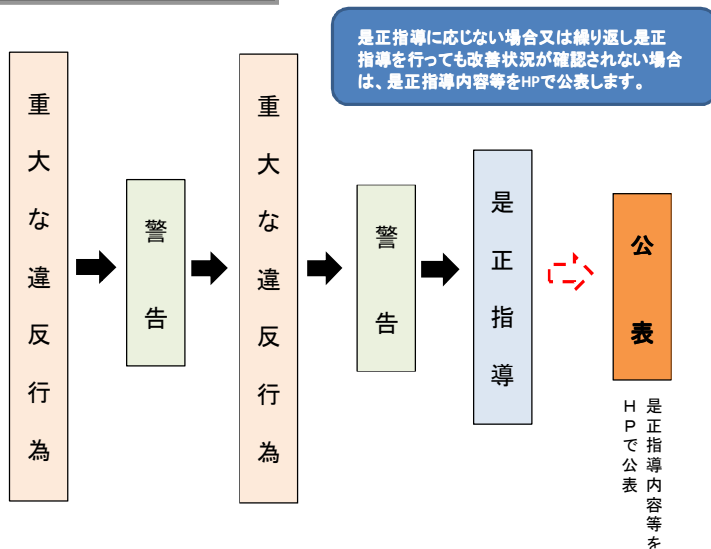 是正指導に応じない場合又は繰り返し是正
指導を行っても改善状況が確認されない場合
は、是正指導内容等をHPで公表します。
重大な違反行為
警告
重大な違反行為
警告
是正指導
公表
是正指導内容等を
HPで公表